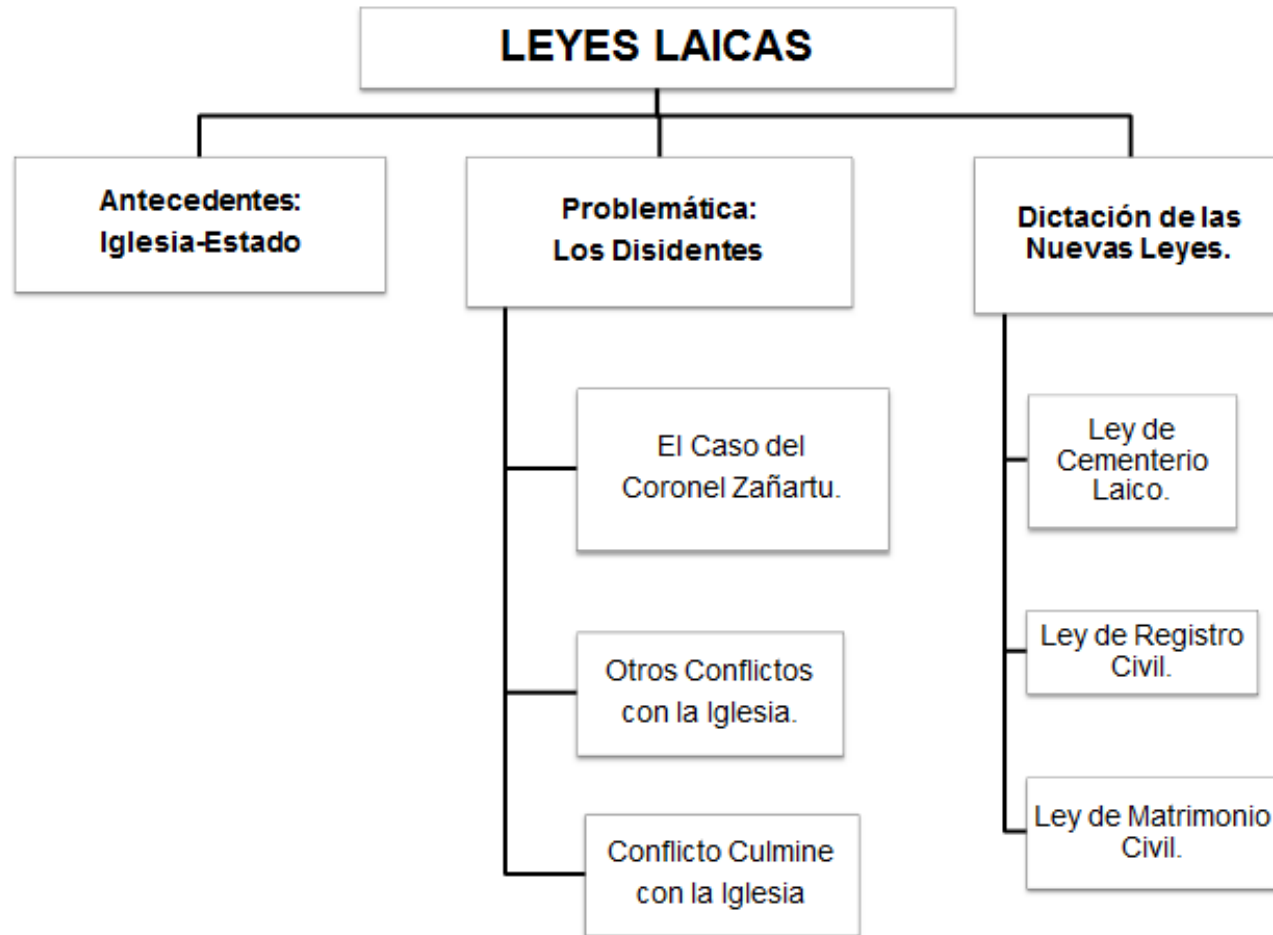 LEYES LAICAS
Antecedentes:
Iglesia-Estado
Problemática:
Los Disidentes
Dictación de las
Nuevas Leyes.
El Caso del
Coronel Zañartu.
Otros Conflictos
con la Iglesia.
Conflicto Culmine
con la Iglesia
Ley de
Cementerio
Laico.
Ley de Registro
Civil.
Ley de Matrimonio
Civil.